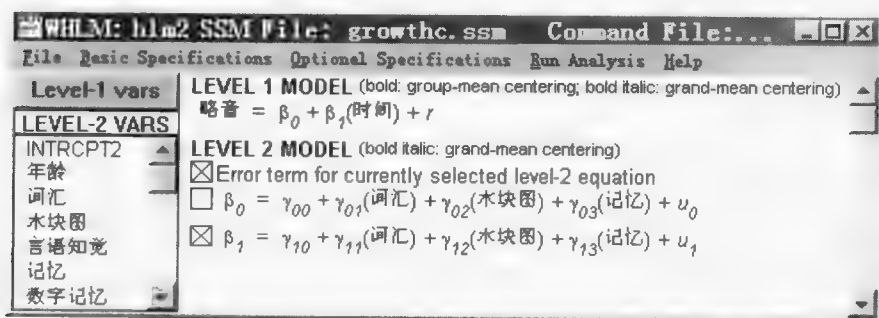 WHLM: hlm2 SSM File: growthc.ssm Command File:...
File Basic Specifications Optional Specifications Run Analysis Help
Level-1 vars
LEVEL-2 VARS
INTRCPT2
年龄
词汇
木块图
言语知觉
记忆
数字记忆
LEVEL 1 MODEL (bold: group-mean centering; bold italic: grand-mean centering)
略音 = β₀ + β₁(时间) + r
LEVEL 2 MODEL (bold italic: grand-mean centering)
Error term for currently selected level-2 equation
β₀ = γ₀₀ + γ₀₁(词汇) + γ₀₂(木块图) + γ₀₃(记忆) + u₀
β₁ = γ₁₀ + γ₁₁(词汇) + γ₁₂(木块图) + γ₁₃(记忆) + u₁